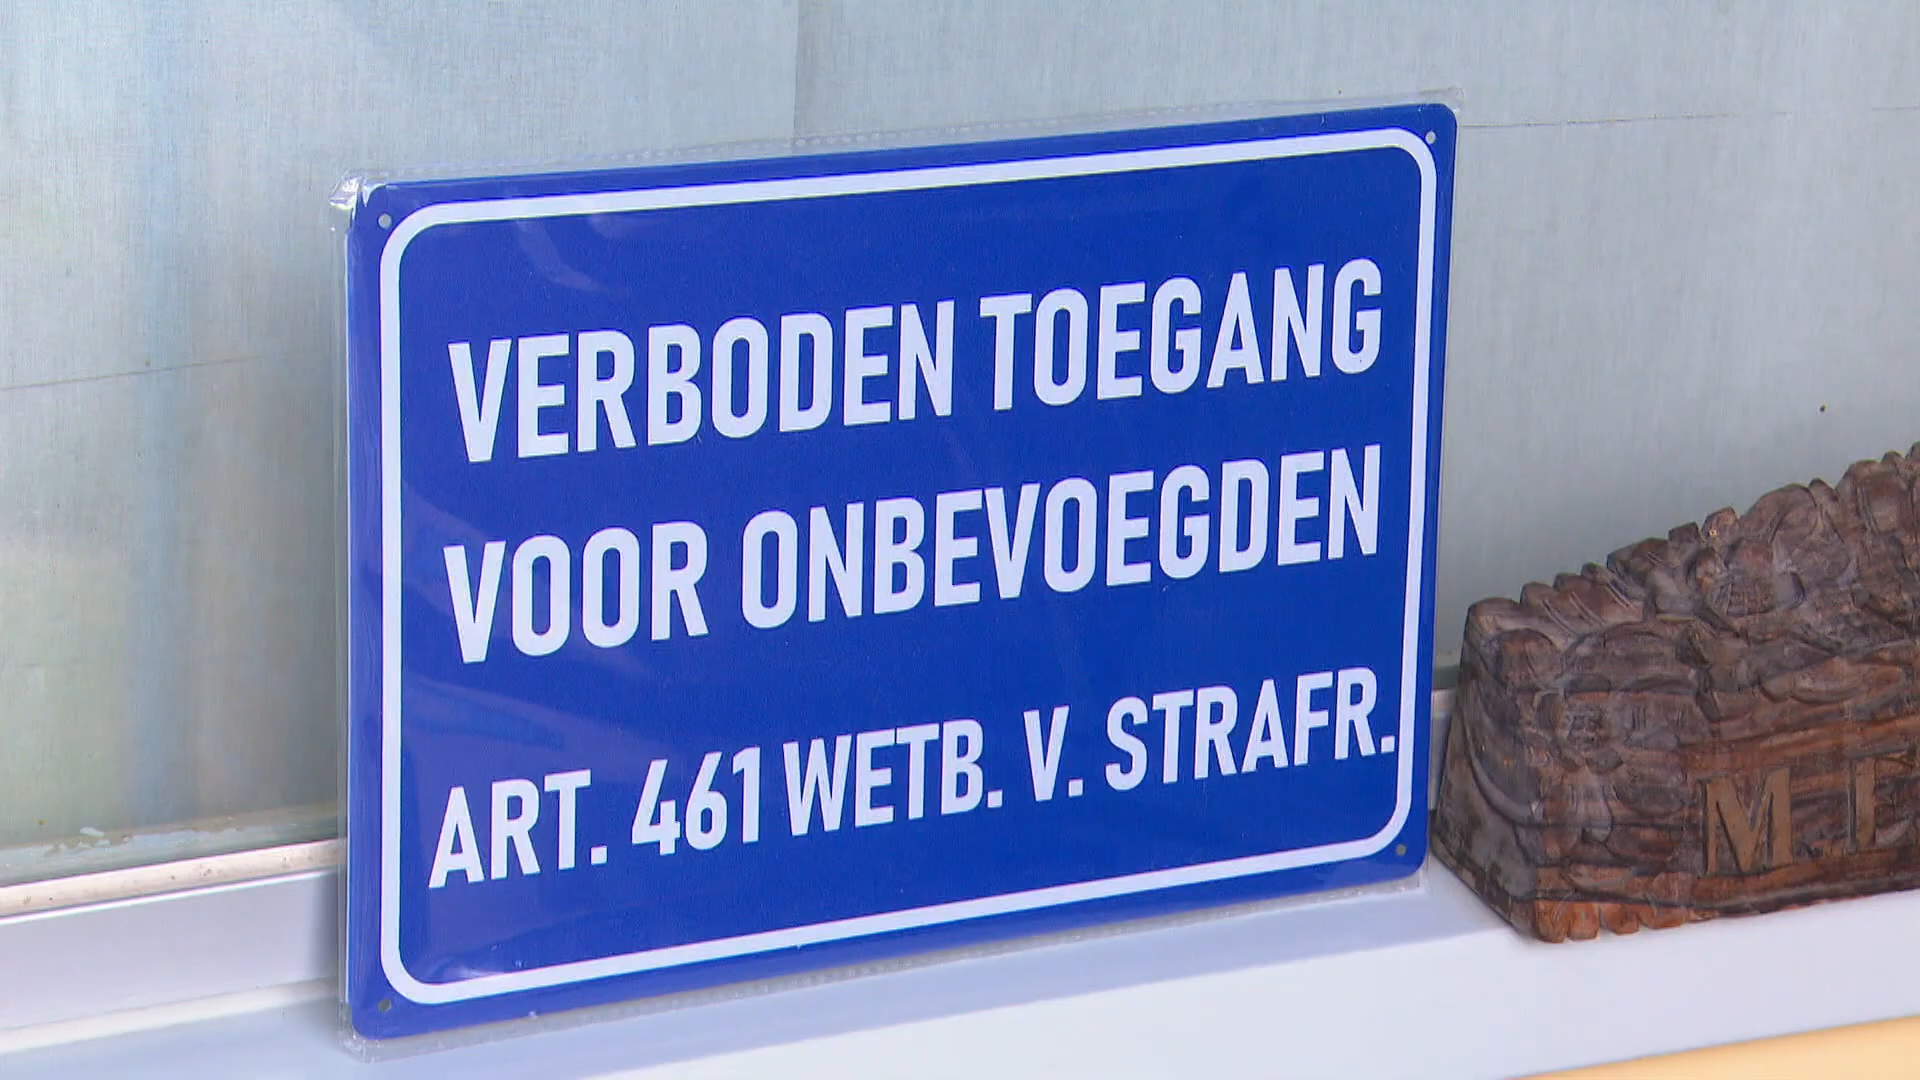 VERBODEN TOEGANG
VOOR ONBEVOEGDEN
ART. 461 WETB. V. STRAFR.